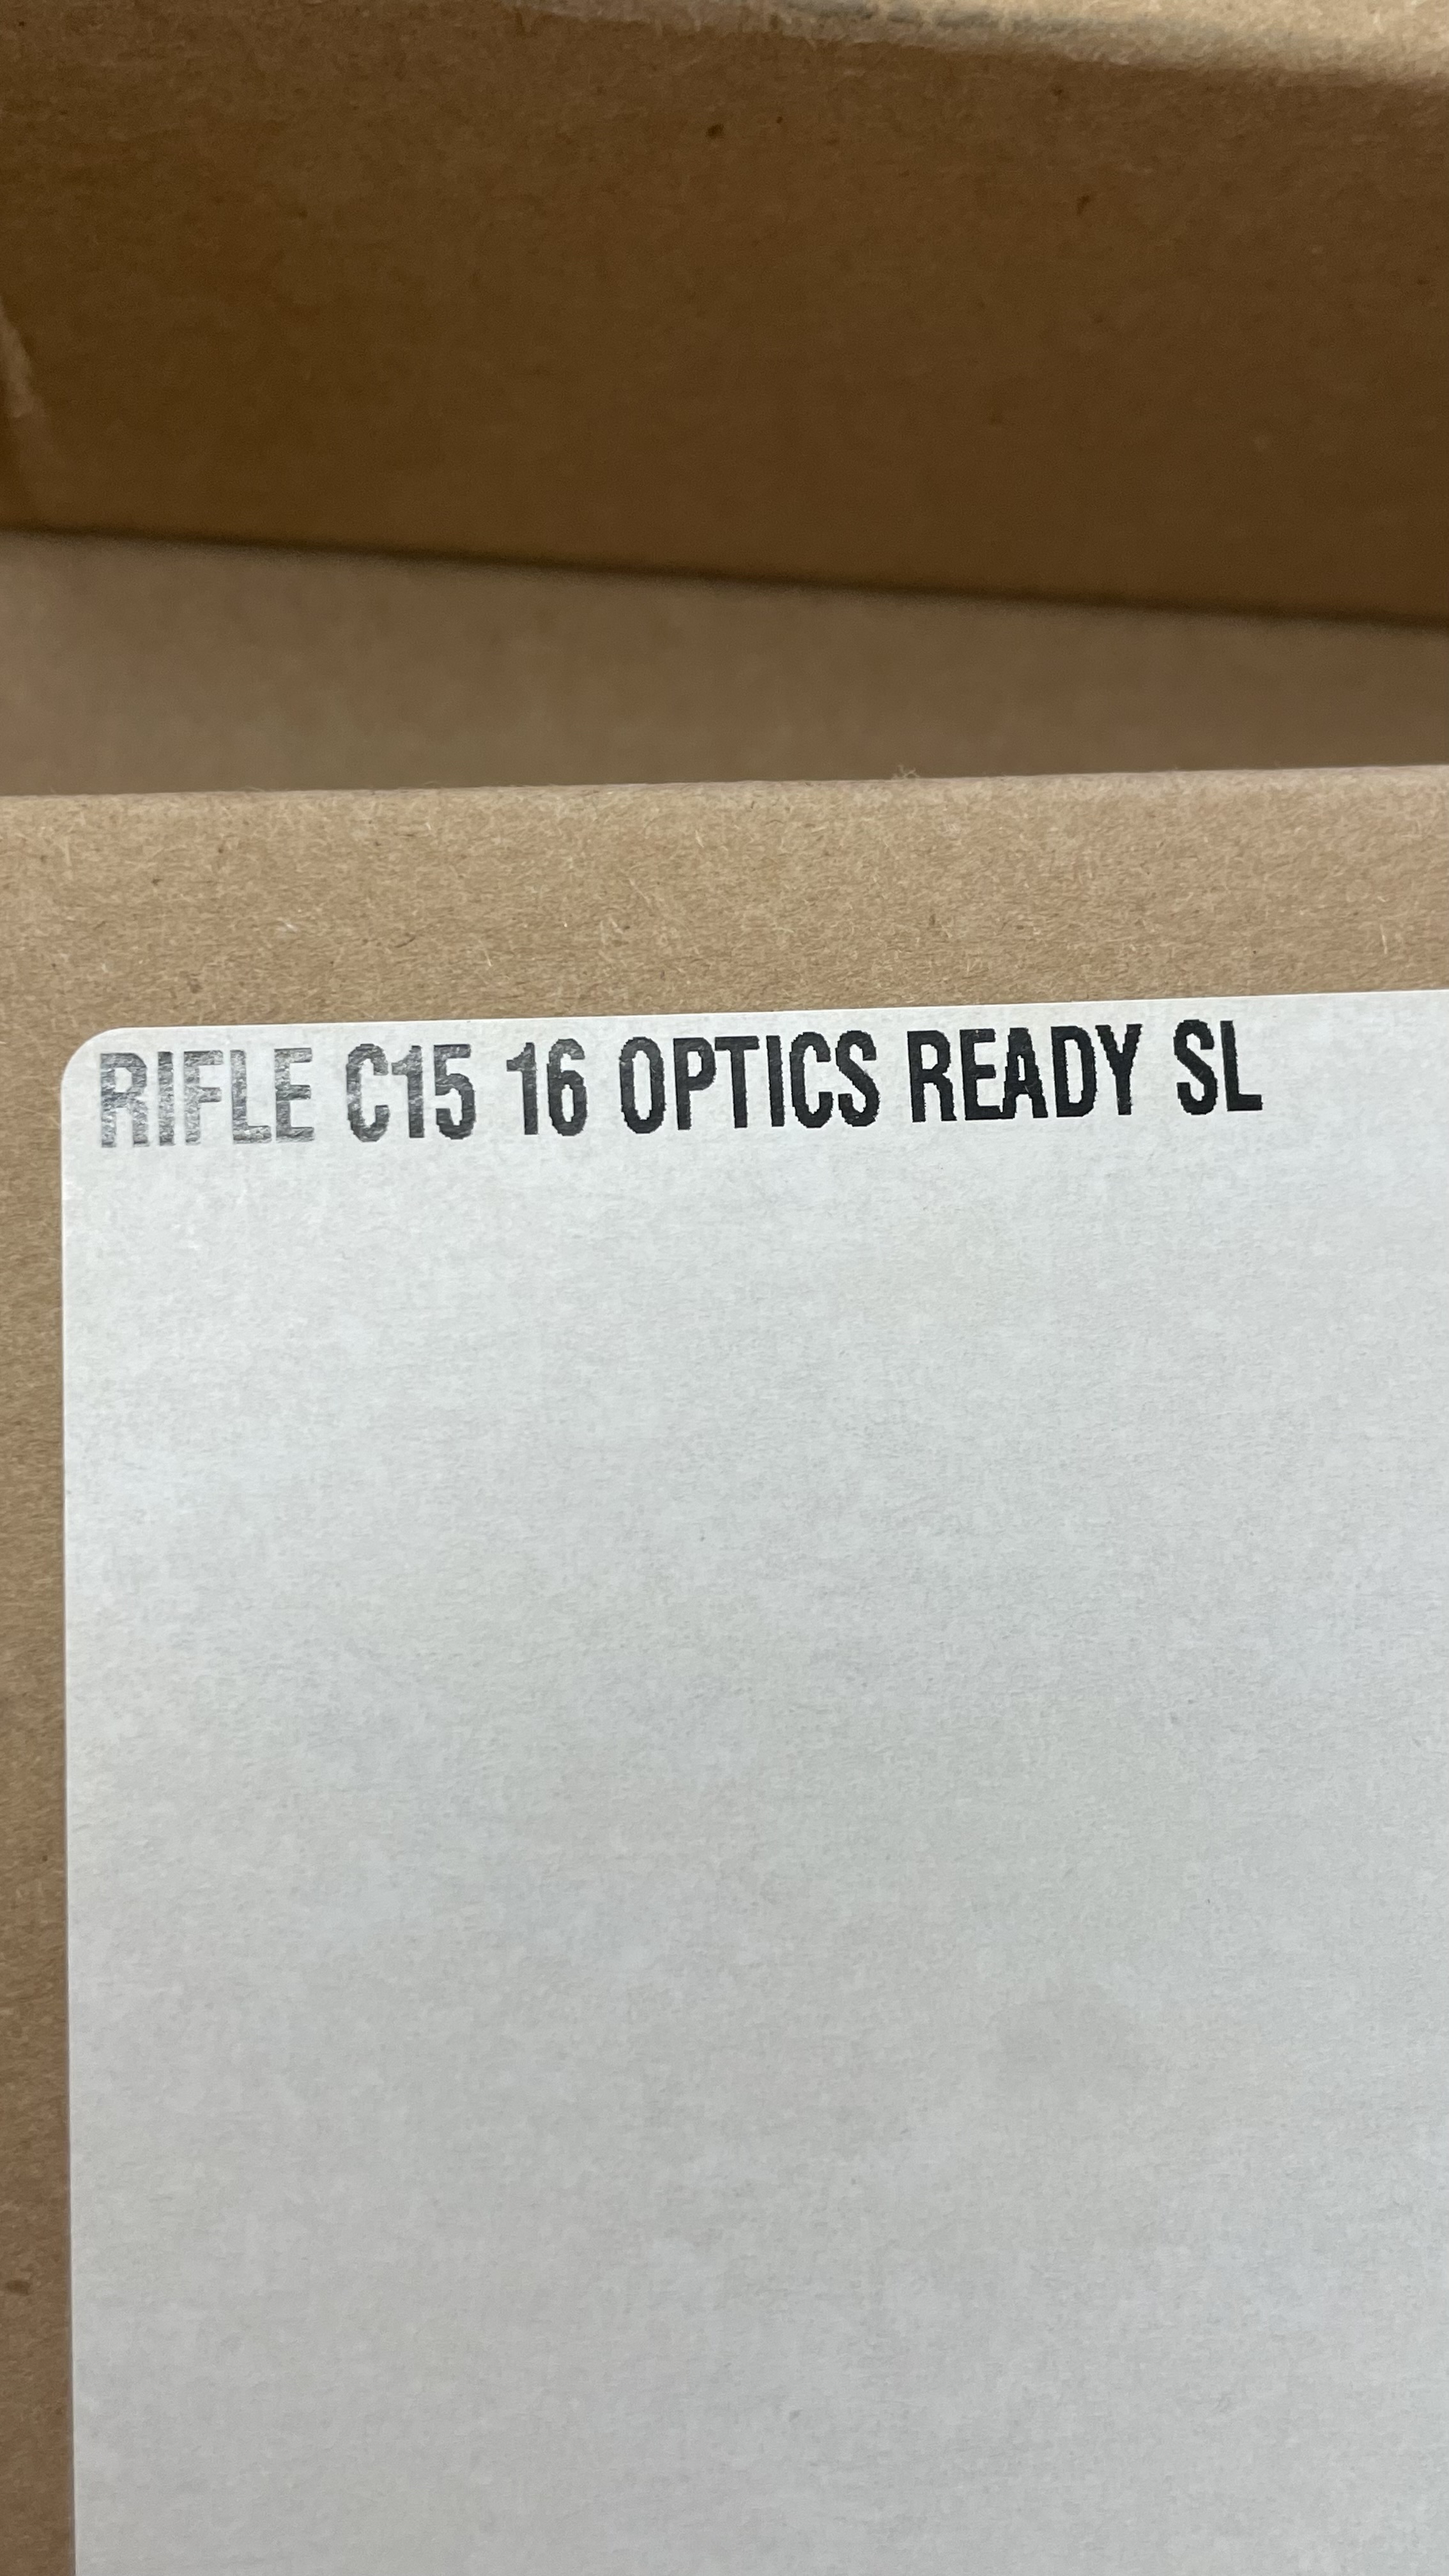 RIFLE C15 16 OPTICS READY SL